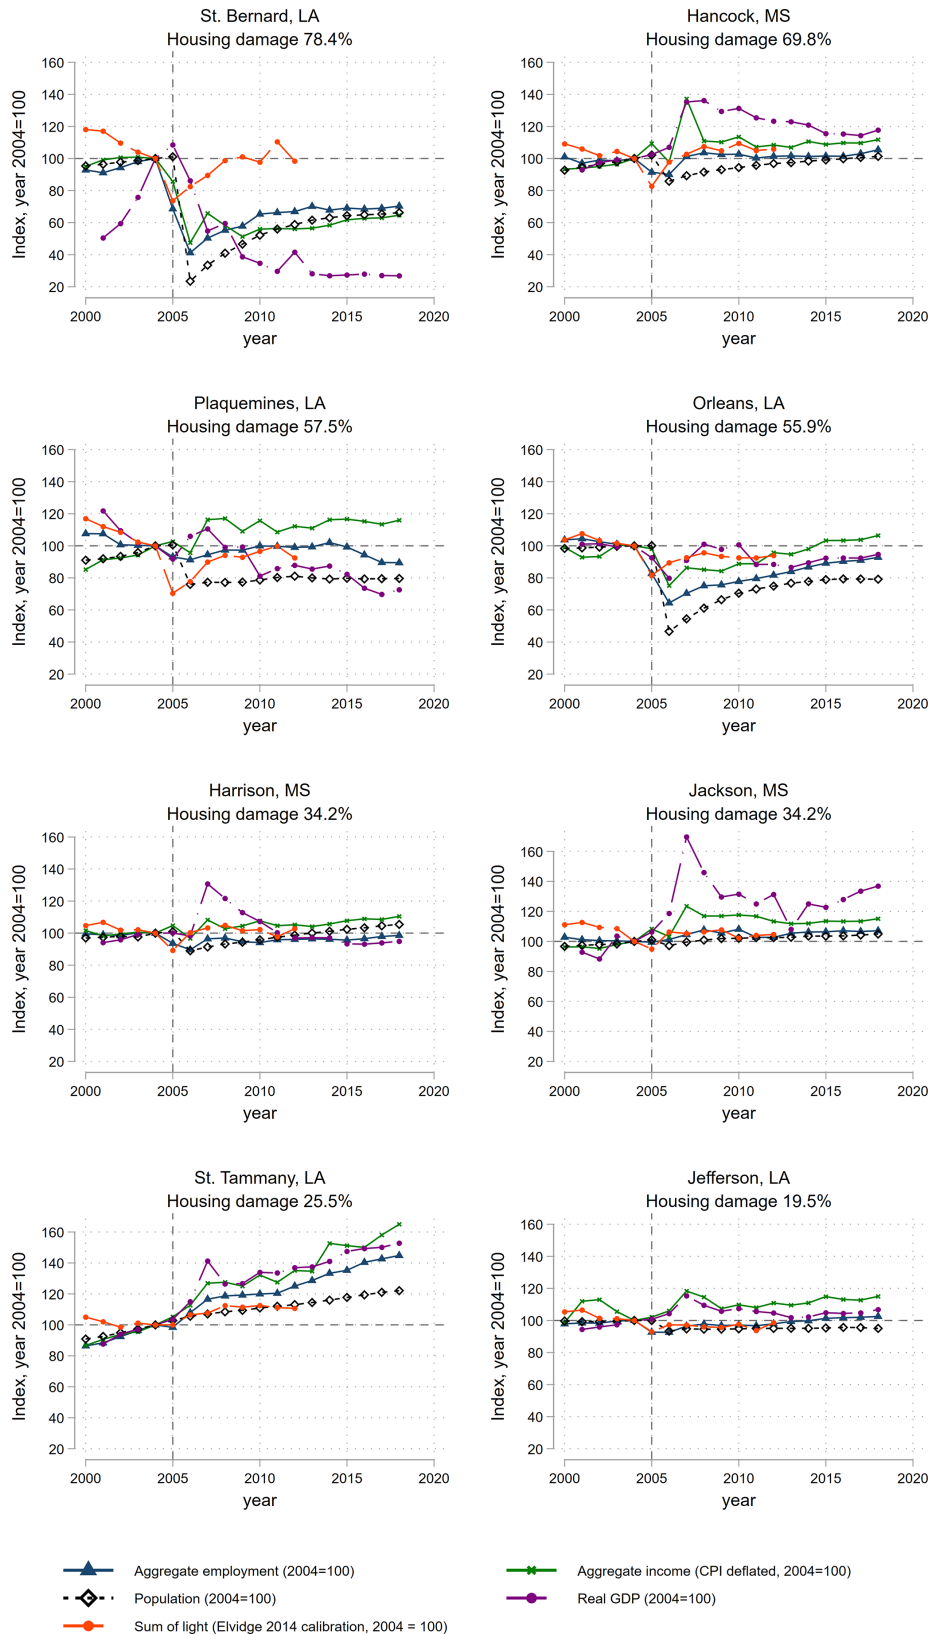 St. Bernard, LA
Housing damage 78.4%
Index, year 2004=100
160
140
120
100
80
60
40
20
2000 2005 2010 2015 2020
year
Hancock, MS
Housing damage 69.8%
Index, year 2004=100
160
140
120
100
80
60
40
20
2000 2005 2010 2015 2020
year
Plaquemines, LA
Housing damage 57.5%
Index, year 2004=100
160
140
120
100
80
60
40
20
2000 2005 2010 2015 2020
year
Orleans, LA
Housing damage 55.9%
Index, year 2004=100
160
140
120
100
80
60
40
20
2000 2005 2010 2015 2020
year
Harrison, MS
Housing damage 34.2%
Index, year 2004=100
160
140
120
100
80
60
40
20
2000 2005 2010 2015 2020
year
Jackson, MS
Housing damage 34.2%
Index, year 2004=100
160
140
120
100
80
60
40
20
2000 2005 2010 2015 2020
year
St. Tammany, LA
Housing damage 25.5%
Index, year 2004=100
160
140
120
100
80
60
40
20
2000 2005 2010 2015 2020
year
Jefferson, LA
Housing damage 19.5%
Index, year 2004=100
160
140
120
100
80
60
40
20
2000 2005 2010 2015 2020
year
Aggregate employment (2004=100)
Aggregate income (CPI deflated, 2004=100)
Population (2004=100)
Real GDP (2004=100)
Sum of light (Elvidge 2014 calibration, 2004 = 100)